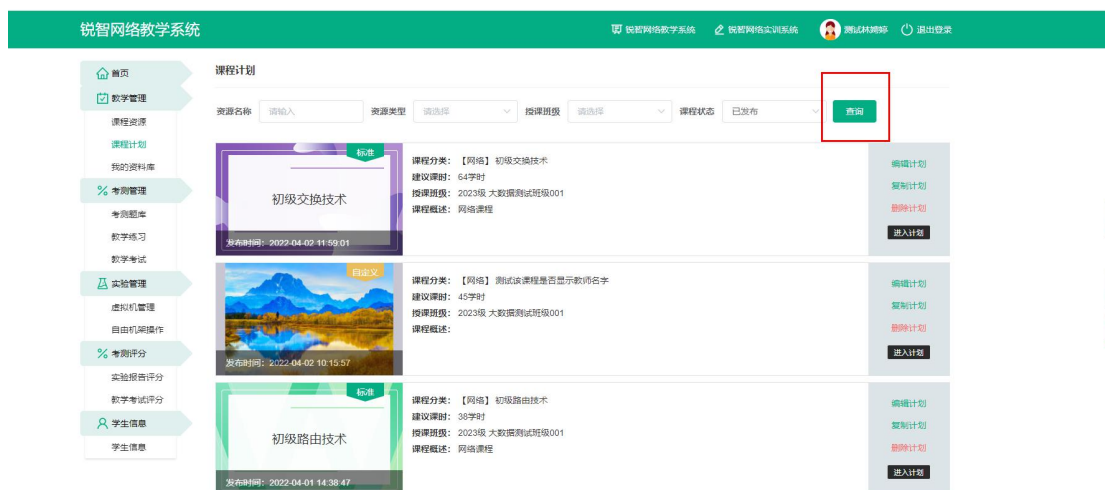 锐智网络教学系统 锐智网络教学系统 锐智网络实训系统 测试林婷婷 退出登录
首页
教学管理
课程资源
课程计划
我的资料库
考测管理
考测题库
教学练习
教学考试
实验管理
虚拟机管理
自由机架操作
考测评分
实验报告评分
教学考试评分
学生信息
学生信息
课程计划
资源名称 请输入 资源类型 请选择 授课班级 请选择 课程状态 已发布 查询
标准
初级交换技术
发布时间：2022-04-02 11:59:01
课程分类：【网络】初级交换技术
建议课时：64学时
授课班级：2023级 大数据测试班级001
课程概述：网络课程
编辑计划
复制计划
删除计划
进入计划
自定义
发布时间：2022-04-02 10:15:57
课程分类：【网络】测试该课程是否显示教师名字
建议课时：45学时
授课班级：2023级 大数据测试班级001
课程概述：
编辑计划
复制计划
删除计划
进入计划
标准
初级路由技术
发布时间：2022-04-01 14:38:47
课程分类：【网络】初级路由技术
建议课时：38学时
授课班级：2023级 大数据测试班级001
课程概述：网络课程
编辑计划
复制计划
删除计划
进入计划